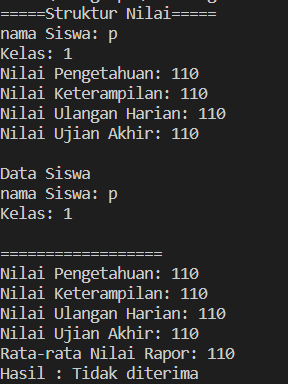 =====Struktur Nilai=====
nama Siswa: p
Kelas: 1
Nilai Pengetahuan: 110
Nilai Keterampilan: 110
Nilai Ulangan Harian: 110
Nilai Ujian Akhir: 110
Data Siswa
nama Siswa: p
Kelas: 1
==================
Nilai Pengetahuan: 110
Nilai Keterampilan: 110
Nilai Ulangan Harian: 110
Nilai Ujian Akhir: 110
Rata-rata Nilai Rapor: 110
Hasil : Tidak diterima